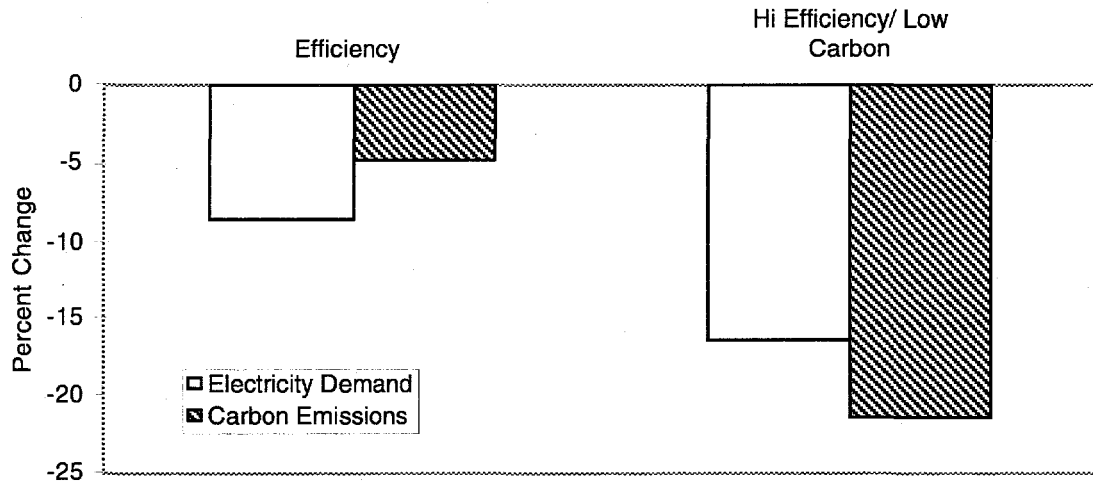 Efficiency
Hi Efficiency/ Low
Carbon
Percent Change
0
-5
-10
-15
-20
-25
Electricity Demand
Carbon Emissions